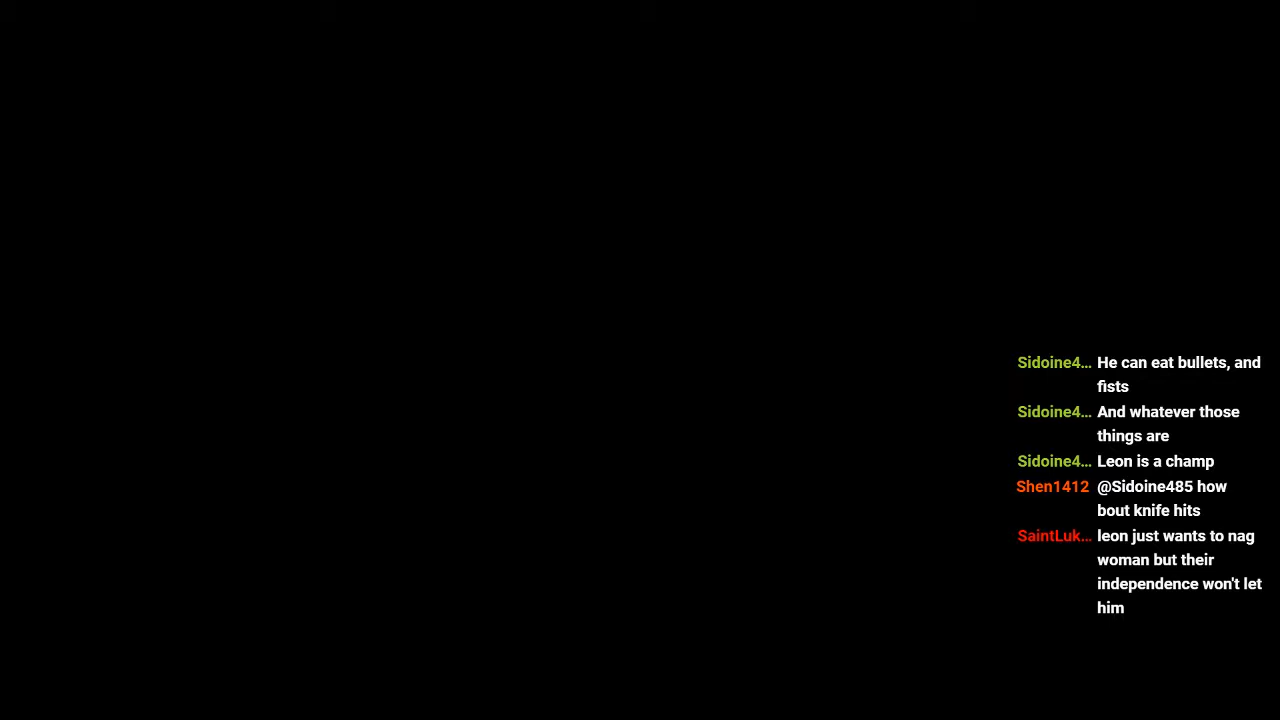 Sidoine4… He can eat bullets, and
fists
Sidoine4… And whatever those
things are
Sidoine4… Leon is a champ
Shen1412 @Sidoine485 how
bout knife hits
SaintLuk… leon just wants to nag
woman but their
independence won't let
him